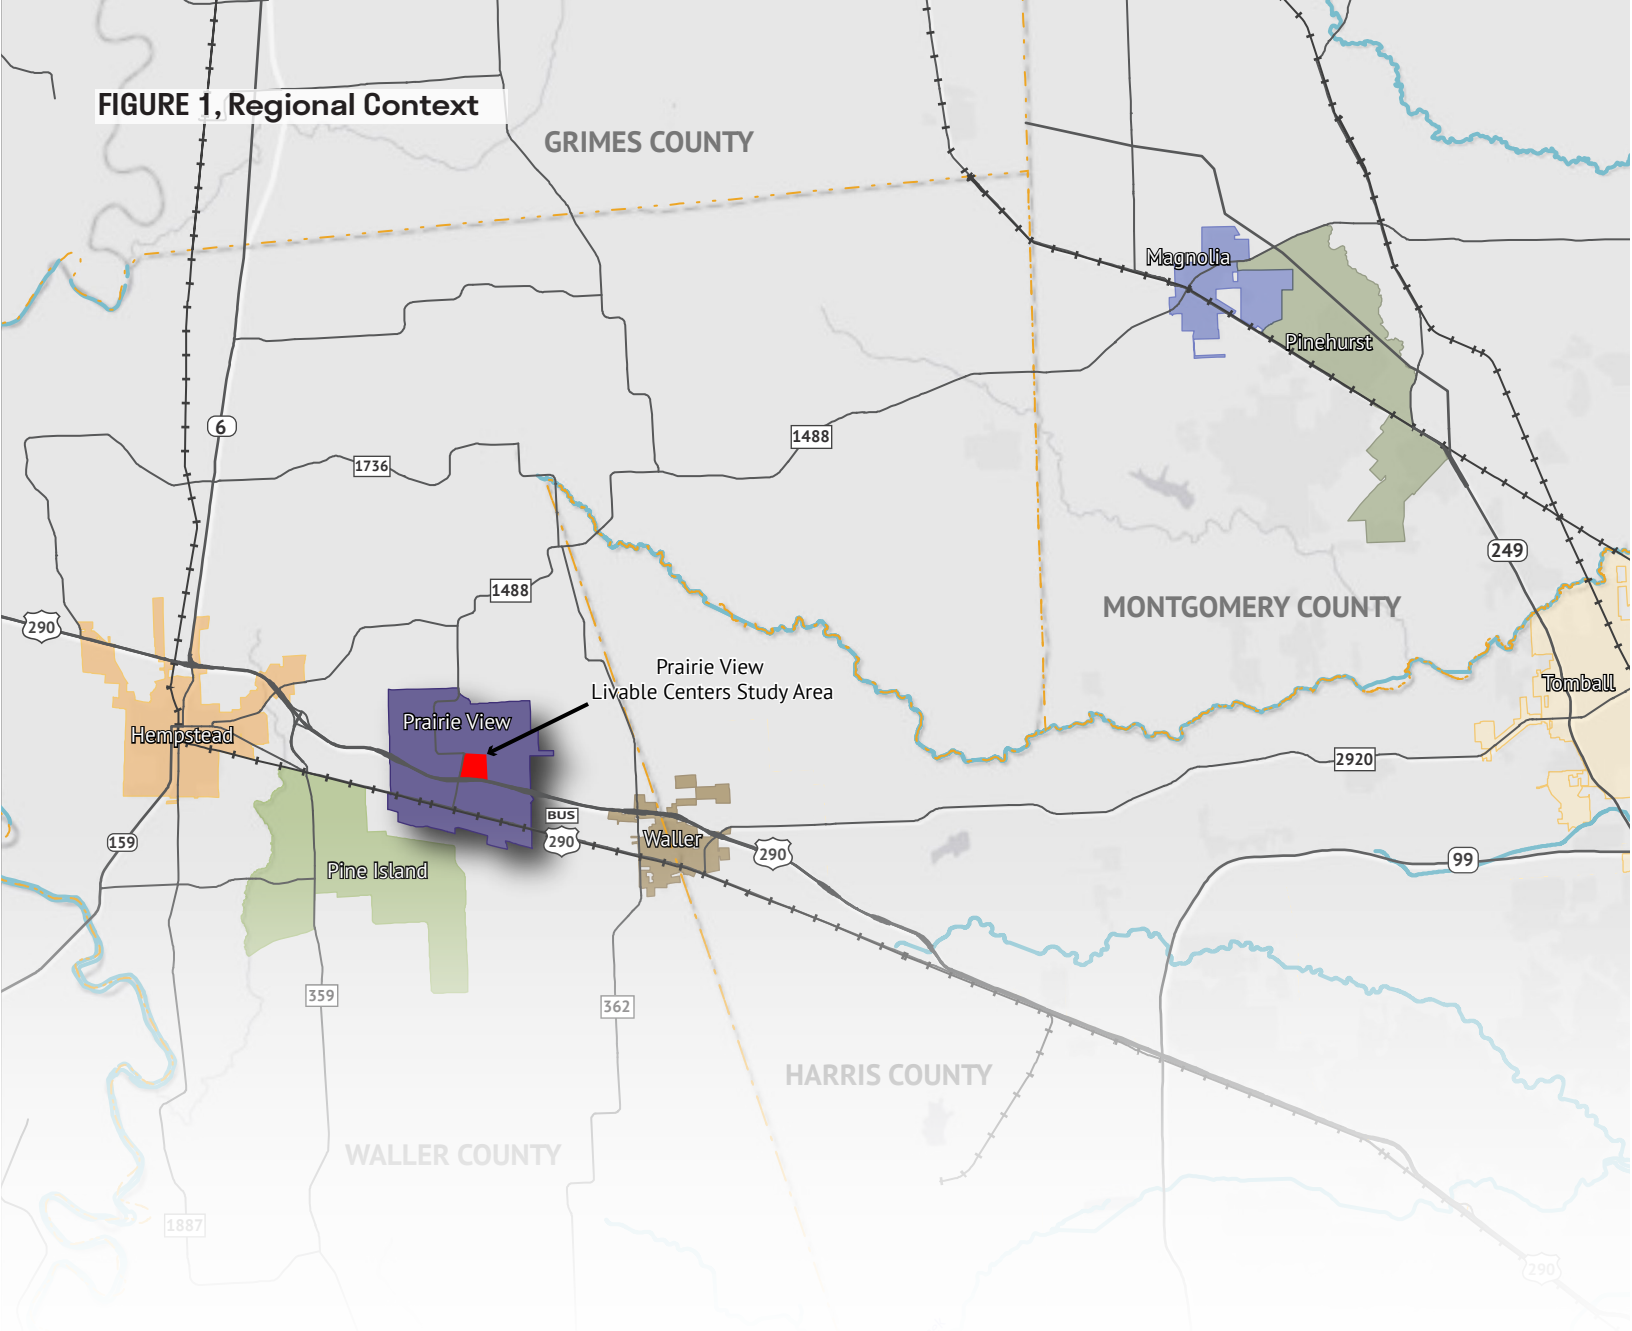 FIGURE 1, Regional Context
GRIMES COUNTY
Magnolia
Pinehurst
6
1488
1736
249
1488
MONTGOMERY COUNTY
290
Prairie View
Livable Centers Study Area
Tomball
Prairie View
Hempstead
2920
BUS
290
Waller
290
159
99
Pine Island
359
362
HARRIS COUNTY
WALLER COUNTY
1887
290